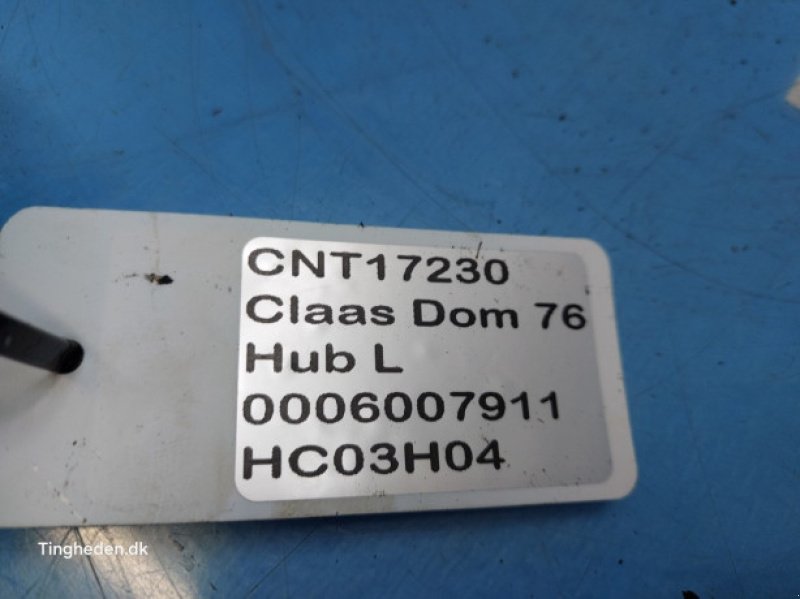 CNT17230
Claas Dom 76
Hub L
0006007911
HC03H04
Tingheden.dk